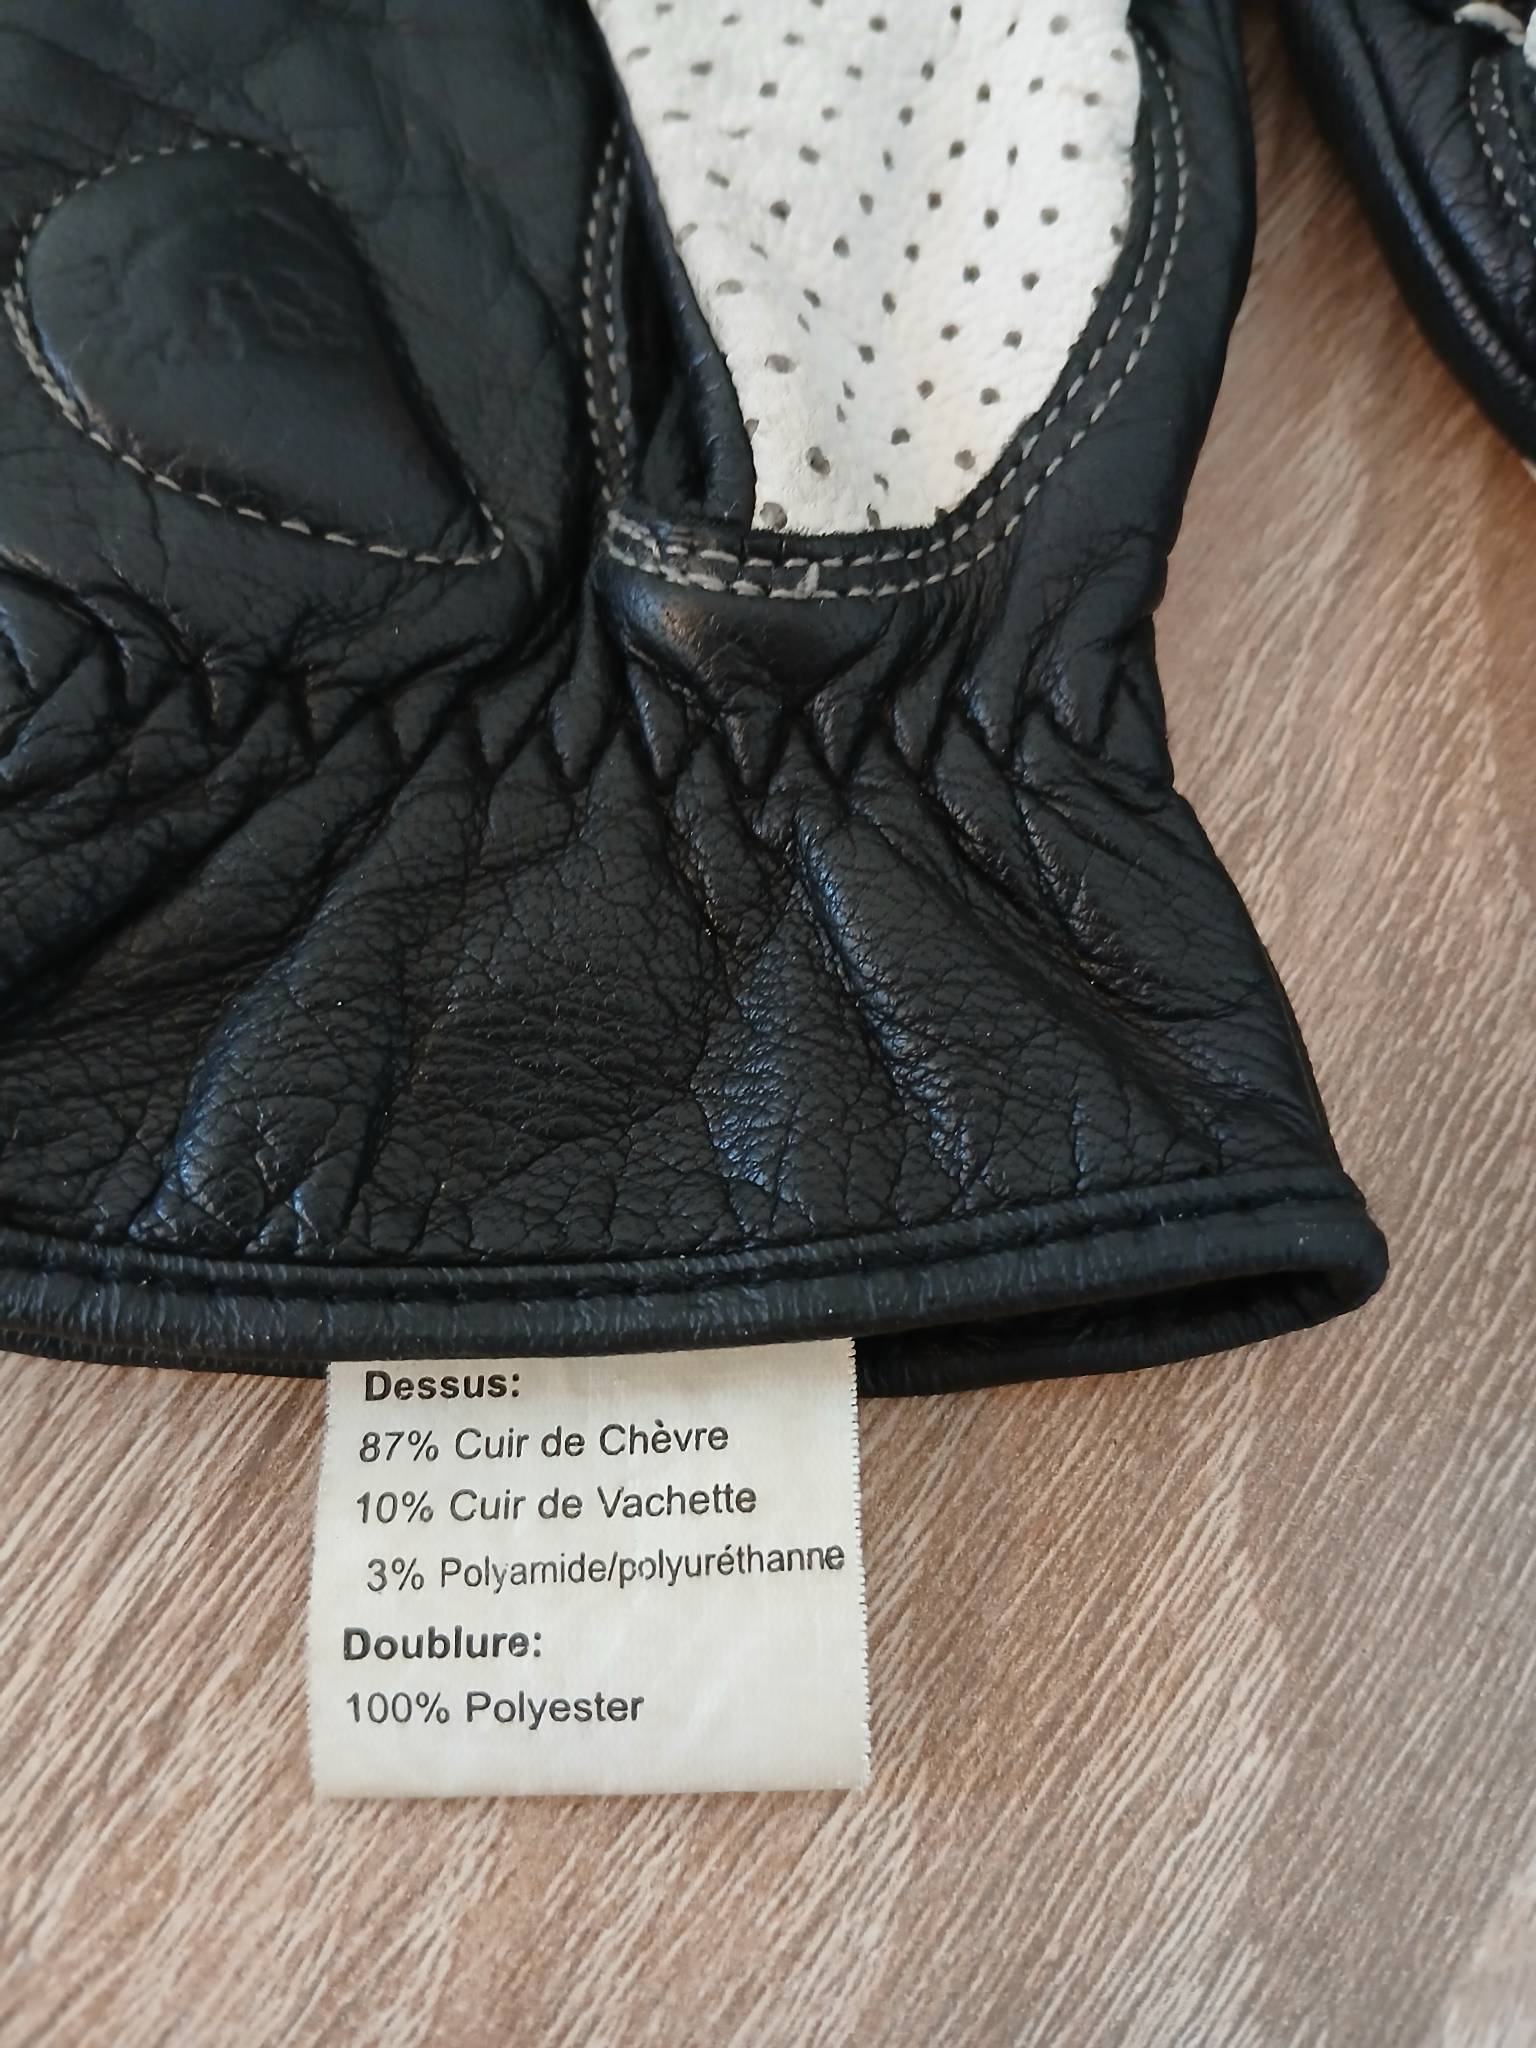 Dessus:
87% Cuir de Chèvre
10% Cuir de Vachette
3% Polyamide/polyuréthanne
Doublure:
100% Polyester